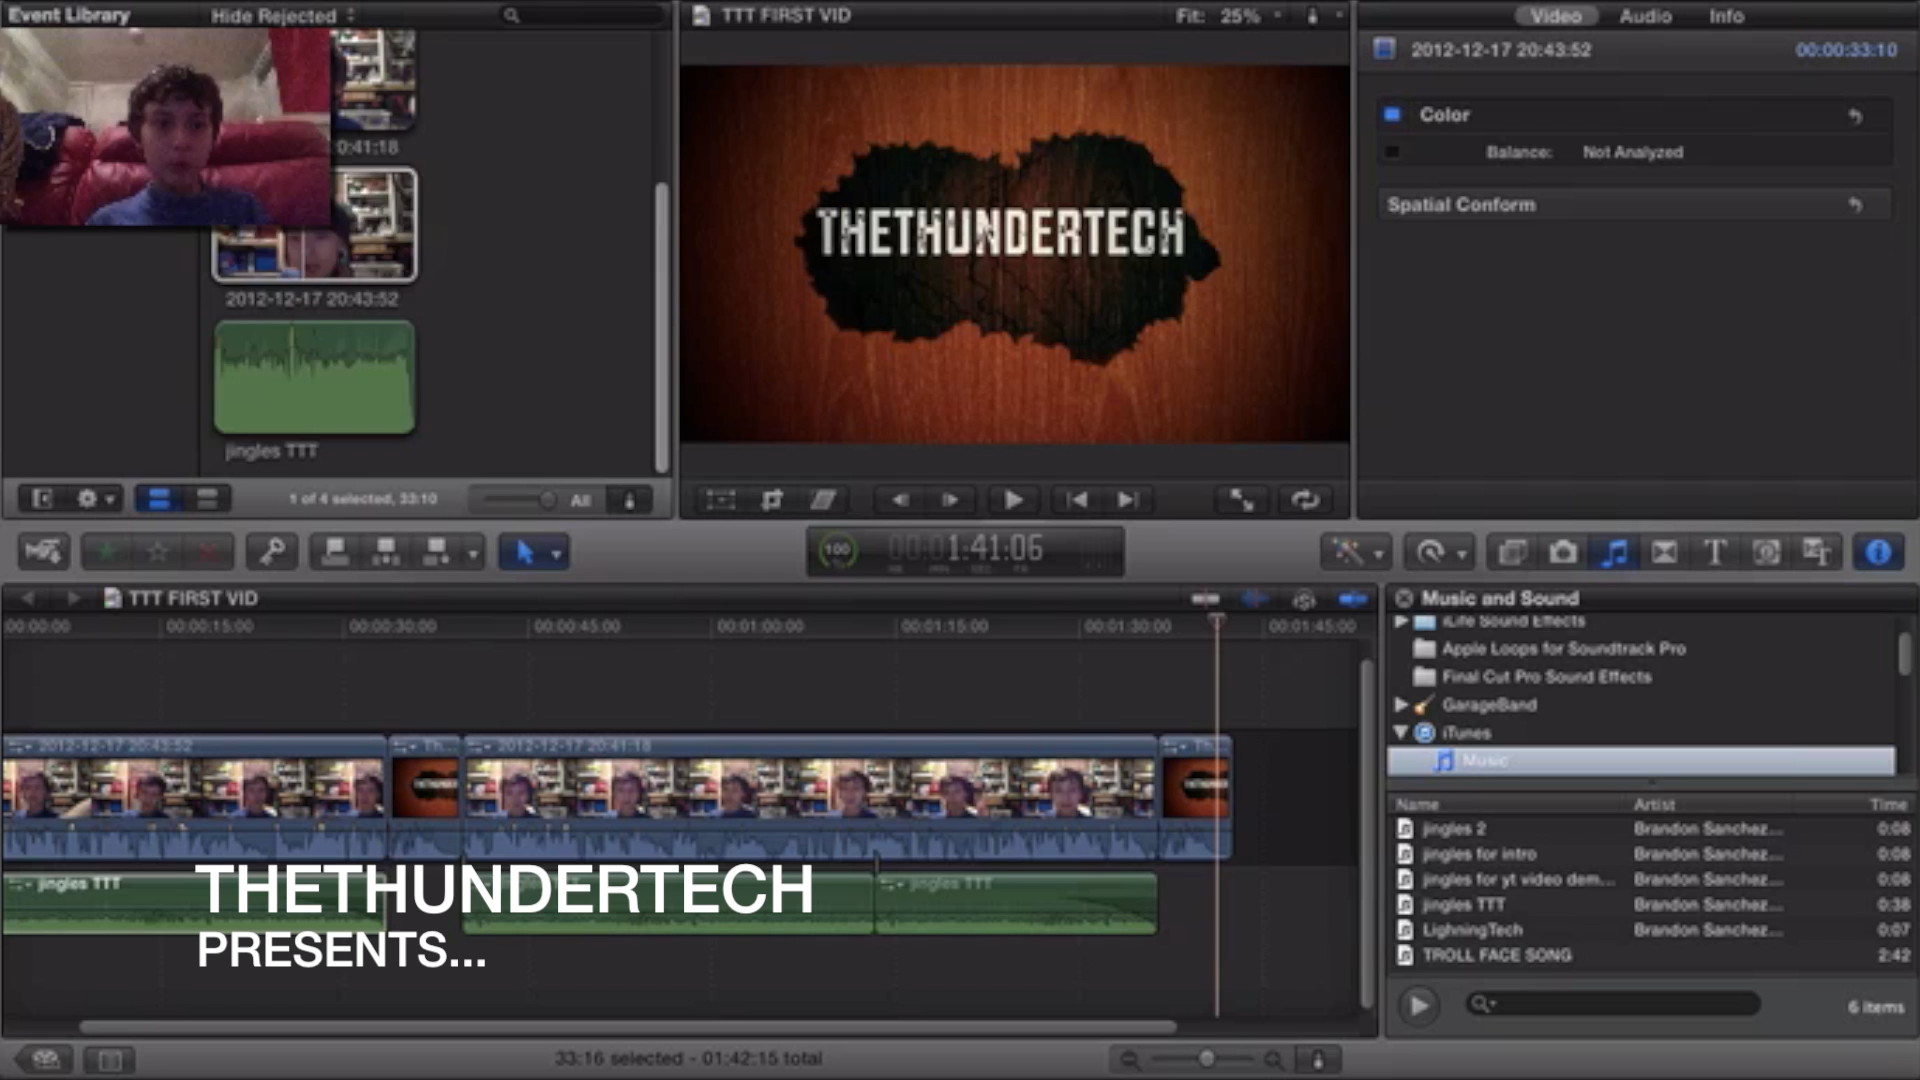 Event Library
Hide Rejected
0:41:18
2012-12-17 20:43:52
jingles TTT
1 of 4 selected, 33:10
All
TTT FIRST VID
Fit: 25%
THETHUNDERTECH
Video Audio Info
2012-12-17 20:43:52 00:00:33:10
Color
Balance: Not Analyzed
Spatial Conform
100
1:41:06
TTT FIRST VID
00:00:00 00:00:15:00 00:00:30:00 00:00:45:00 00:01:00:00 00:01:15:00 00:01:30:00 00:01:45:00
2012-12-17 20:43:52 Th... 2012-12-17 20:41:18 Th...
jingles TTT jingles TTT
THETHUNDERTECH
PRESENTS...
33:16 selected - 01:42:15 total
Music and Sound
iLife Sound Effects
Apple Loops for Soundtrack Pro
Final Cut Pro Sound Effects
GarageBand
iTunes
Music
Name Artist Time
jingles 2 Brandon Sanchez... 0:08
jingles for intro Brandon Sanchez... 0:08
jingles for yt video dem... Brandon Sanchez... 0:08
jingles TTT Brandon Sanchez... 0:38
LighningTech Brandon Sanchez... 0:07
TROLL FACE SONG 2:42
6 items